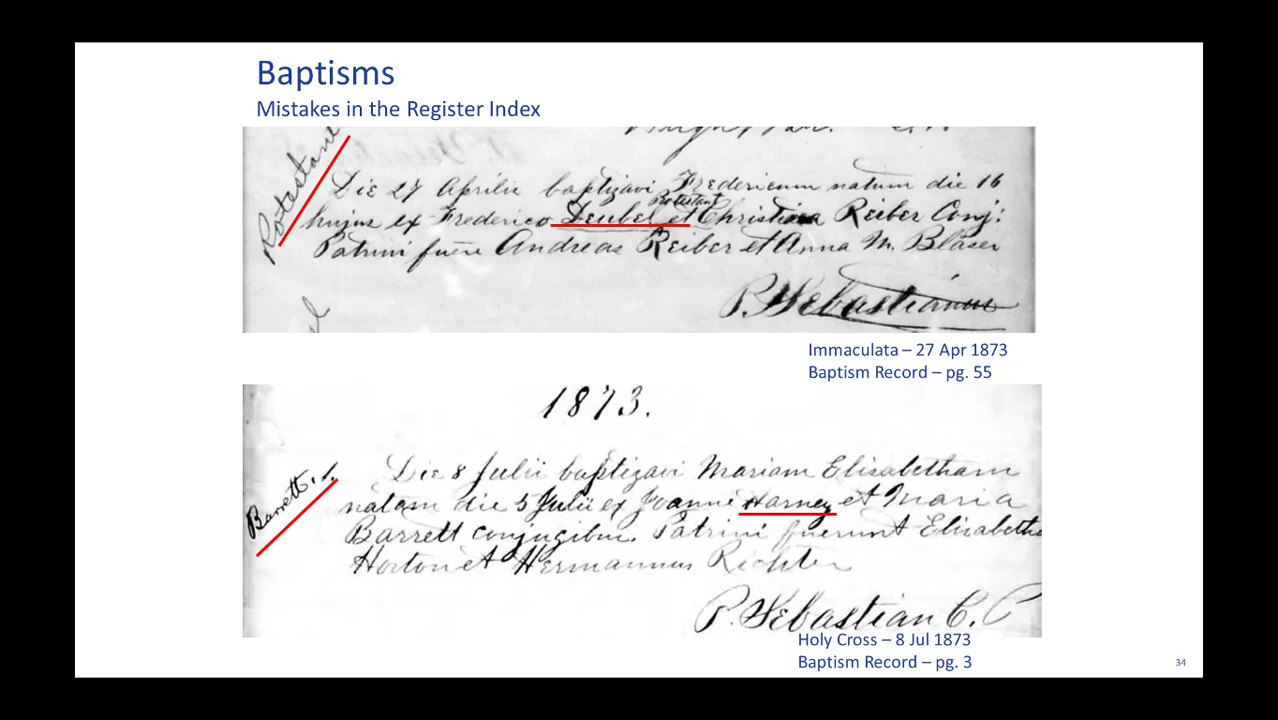 Baptisms
Mistakes in the Register Index
Protestant
Die 27 Aprilis baptizavi Fredericum natum die 16
Protestant
hujus ex Frederico Deubel et Christina Reiber Conj:
Patrini fuere Andreas Reiber et Anna M. Blaser
P. Sebastianus
Immaculata – 27 Apr 1873
Baptism Record – pg. 55
1873.
Barrett
Die 8 Julii baptizavi Mariam Elisabetham
natam die 5 Julii ex Joanne Harney et Maria
Barrett conjugibus. Patrini fuerunt Elizabetha
Horton et Hermannus Richter
P. Sebastian C. P
Holy Cross – 8 Jul 1873
Baptism Record – pg. 3
34